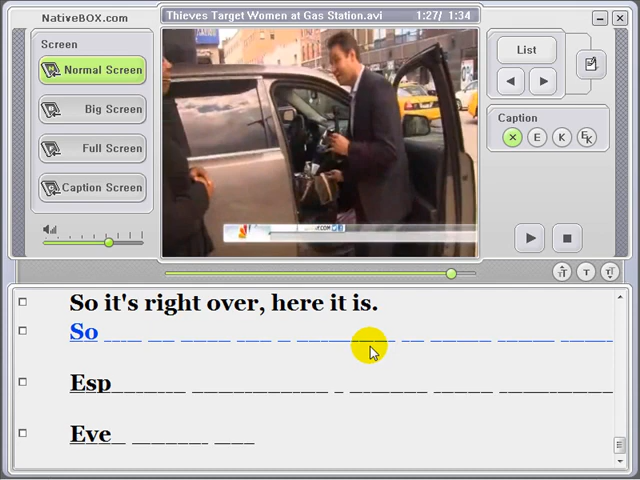 NativeBOX.com
Thieves Target Women at Gas Station.avi 1:27/ 1:34
Screen
Normal Screen
Big Screen
Full Screen
Caption Screen
List
Caption
E
K
EK
T
T
T
So it's right over, here it is.
So
Esp
Eve